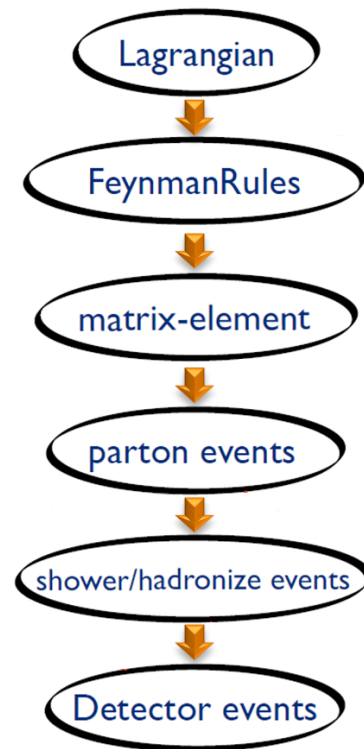 Lagrangian
FeynmanRules
matrix-element
parton events
shower/hadronize events
Detector events